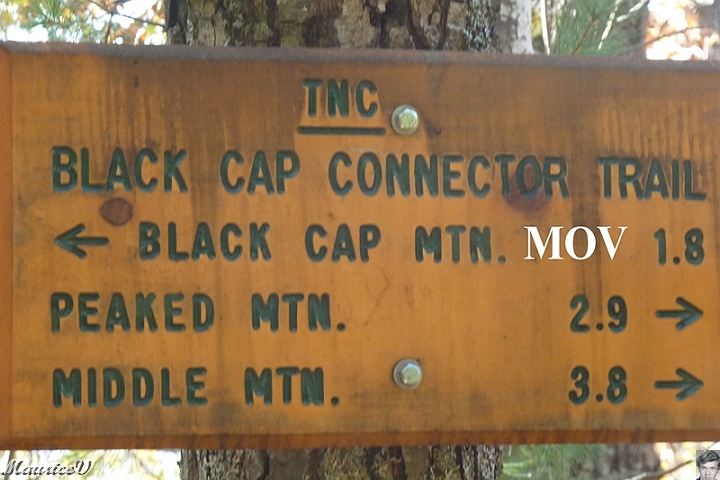 TNC
BLACK CAP CONNECTOR TRAIL
← BLACK CAP MTN. MOV 1.8
PEAKED MTN. 2.9 →
MIDDLE MTN. 3.8 →
MauriceV